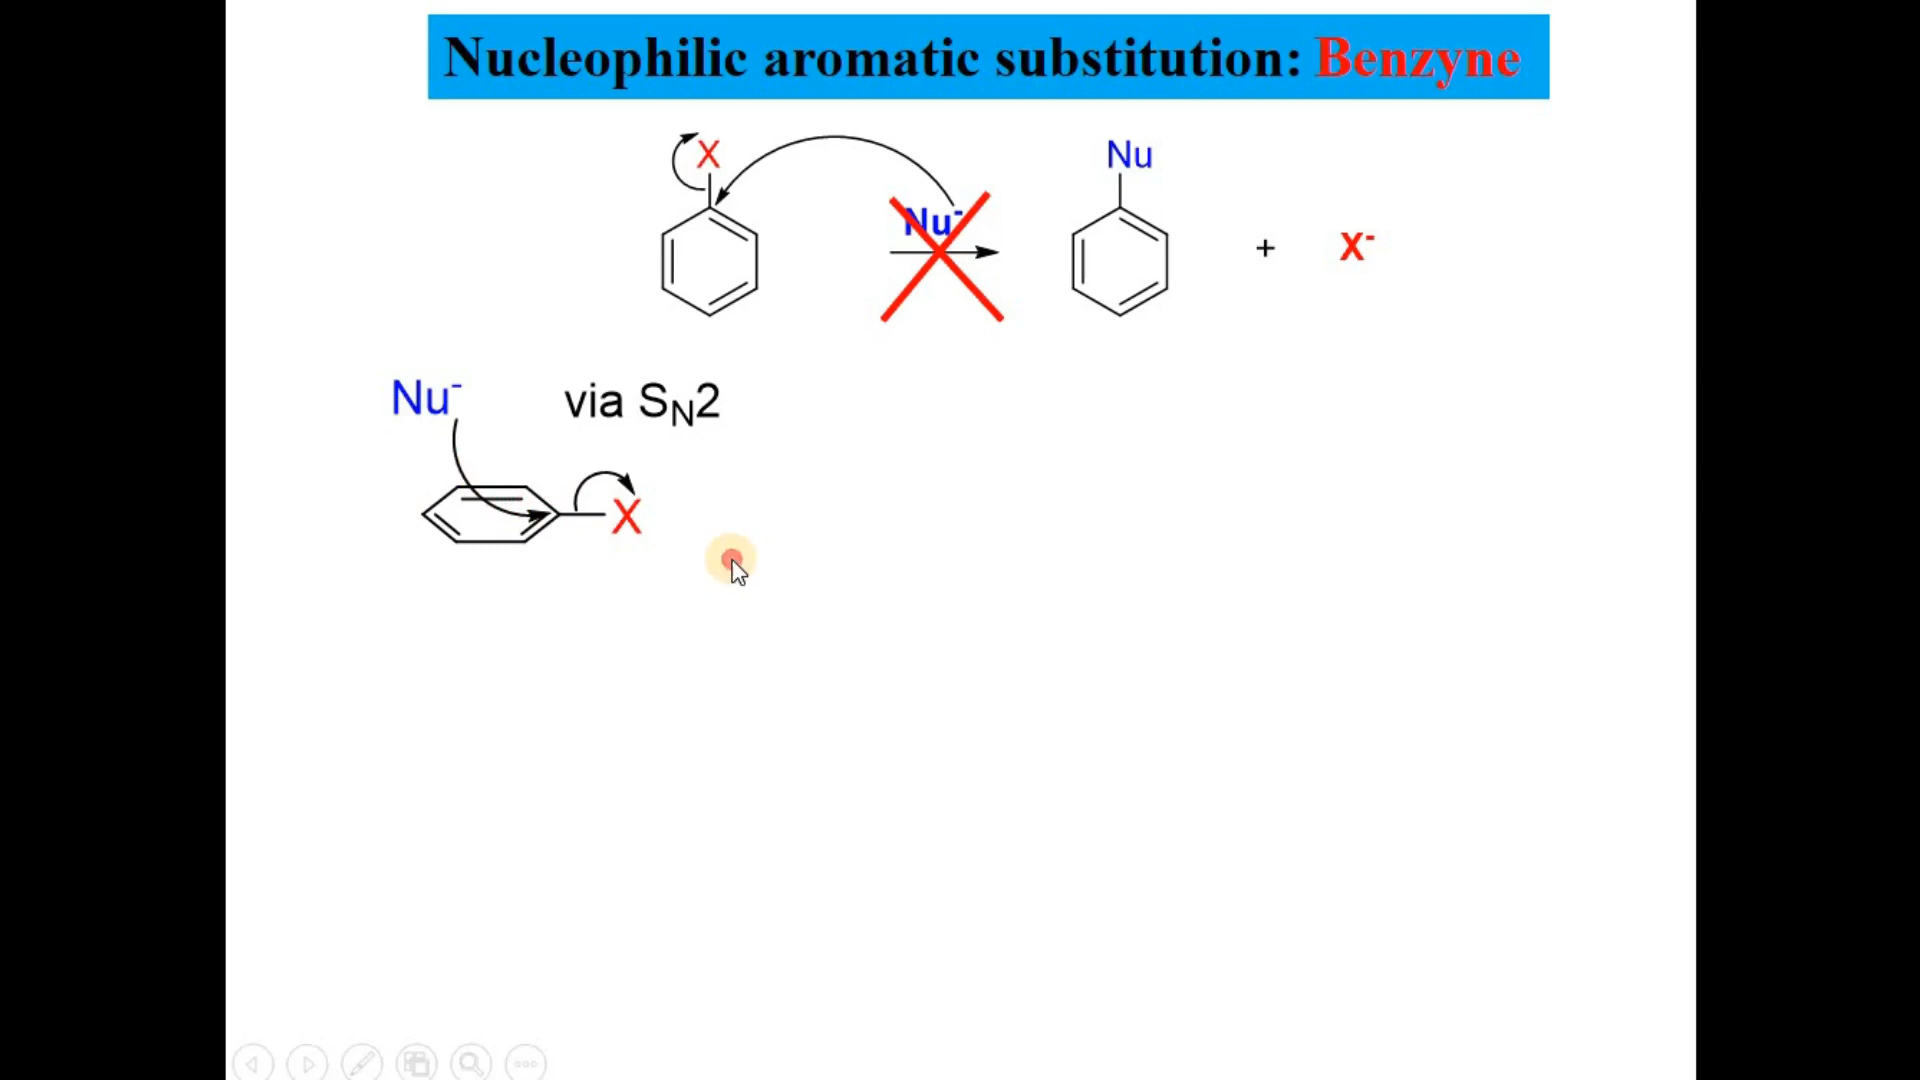 Nucleophilic aromatic substitution: Benzyne
X
Nu
Nu-
+
X-
Nu-
via SN2
X